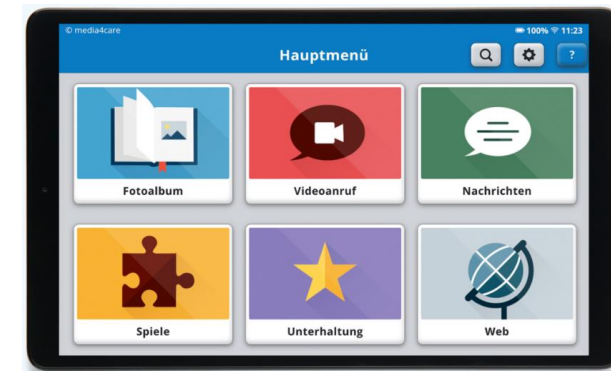 © media4care 100% 11:23
Hauptmenü ?
Fotoalbum Videoanruf Nachrichten
Spiele Unterhaltung Web